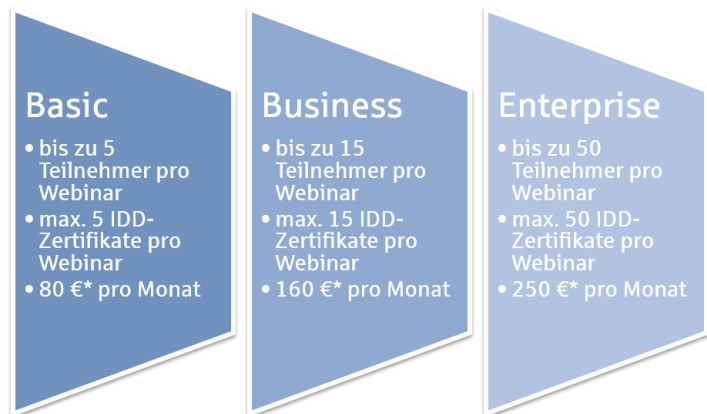 Basic
• bis zu 5
Teilnehmer pro
Webinar
• max. 5 IDD-
Zertifikate pro
Webinar
• 80 €* pro Monat
Business
• bis zu 15
Teilnehmer pro
Webinar
• max. 15 IDD-
Zertifikate pro
Webinar
• 160 €* pro Monat
Enterprise
• bis zu 50
Teilnehmer pro
Webinar
• max. 50 IDD-
Zertifikate pro
Webinar
• 250 €* pro Monat